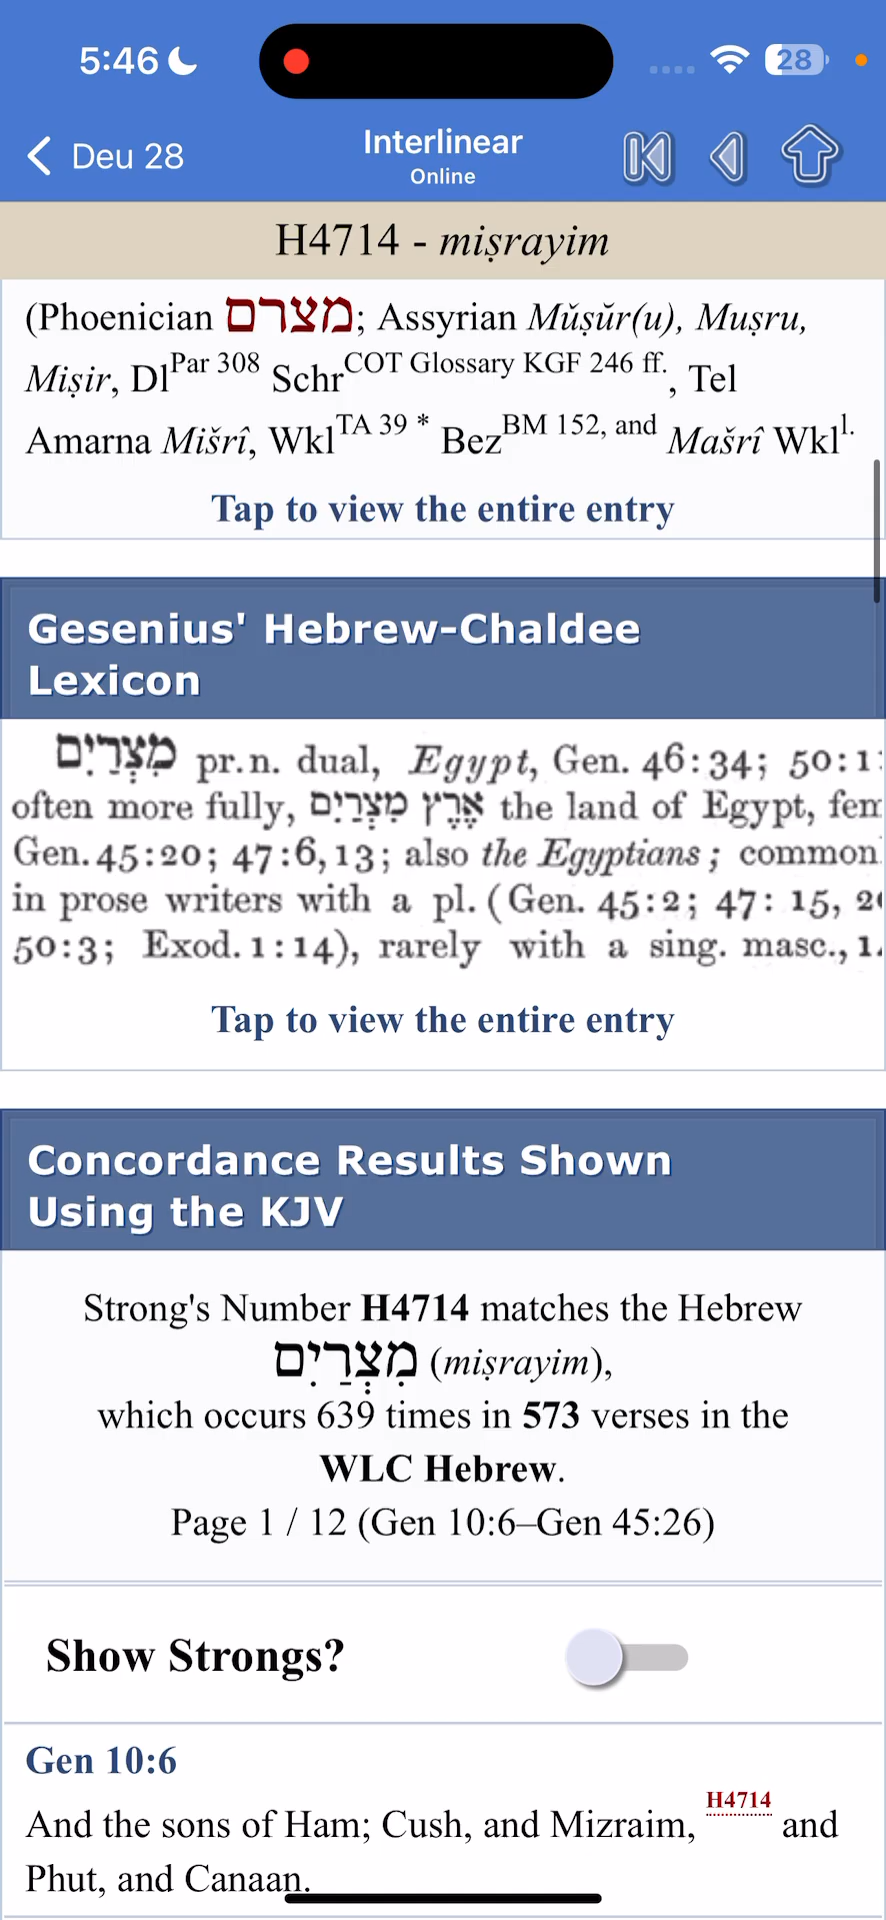 5:46
28
Deu 28
Interlinear
Online
H4714 - miṣrayim
(Phoenician מצרם; Assyrian Mǔṣŭr(u), Muṣru,
Miṣir, DlPar 308 SchrCOT Glossary KGF 246 ff., Tel
Amarna Mišrî, WklTA 39 * BezBM 152, and Mašrî Wkll.
Tap to view the entire entry
Gesenius' Hebrew-Chaldee
Lexicon
מִצְרַיִם pr.n. dual, Egypt, Gen. 46:34; 50:1
often more fully, אֶרֶץ מִצְרַיִם the land of Egypt, fem
Gen. 45:20; 47:6, 13; also the Egyptians; common
in prose writers with a pl. (Gen. 45:2; 47: 15, 2
50:3; Exod. 1:14), rarely with a sing. masc., 1
Tap to view the entire entry
Concordance Results Shown
Using the KJV
Strong's Number H4714 matches the Hebrew
מִצְרַיִם (miṣrayim),
which occurs 639 times in 573 verses in the
WLC Hebrew.
Page 1 / 12 (Gen 10:6–Gen 45:26)
Show Strongs?
Gen 10:6
And the sons of Ham; Cush, and Mizraim, H4714 and
Phut, and Canaan.